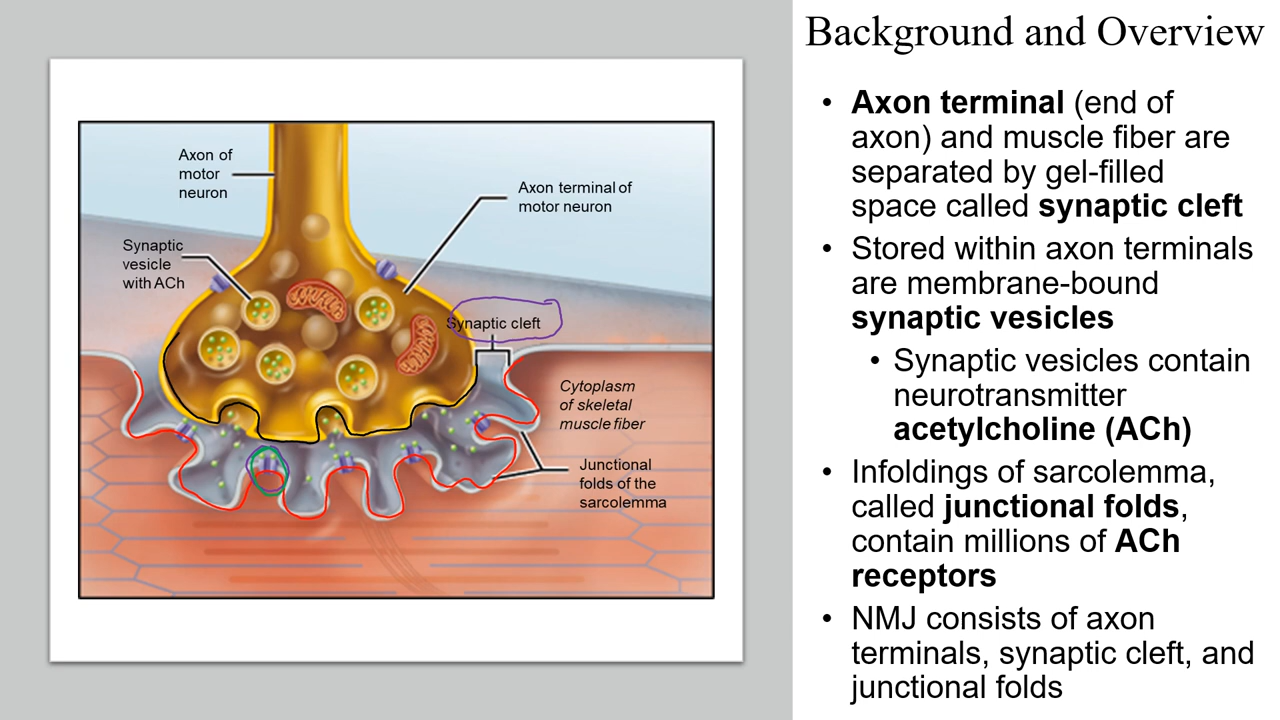 Background and Overview
Axon of
motor
neuron
Axon terminal of
motor neuron
Synaptic
vesicle
with ACh
Synaptic cleft
Cytoplasm
of skeletal
muscle fiber
Junctional
folds of the
sarcolemma
• Axon terminal (end of
axon) and muscle fiber are
separated by gel-filled
space called synaptic cleft
• Stored within axon terminals
are membrane-bound
synaptic vesicles
• Synaptic vesicles contain
neurotransmitter
acetylcholine (ACh)
• Infoldings of sarcolemma,
called junctional folds,
contain millions of ACh
receptors
• NMJ consists of axon
terminals, synaptic cleft, and
junctional folds